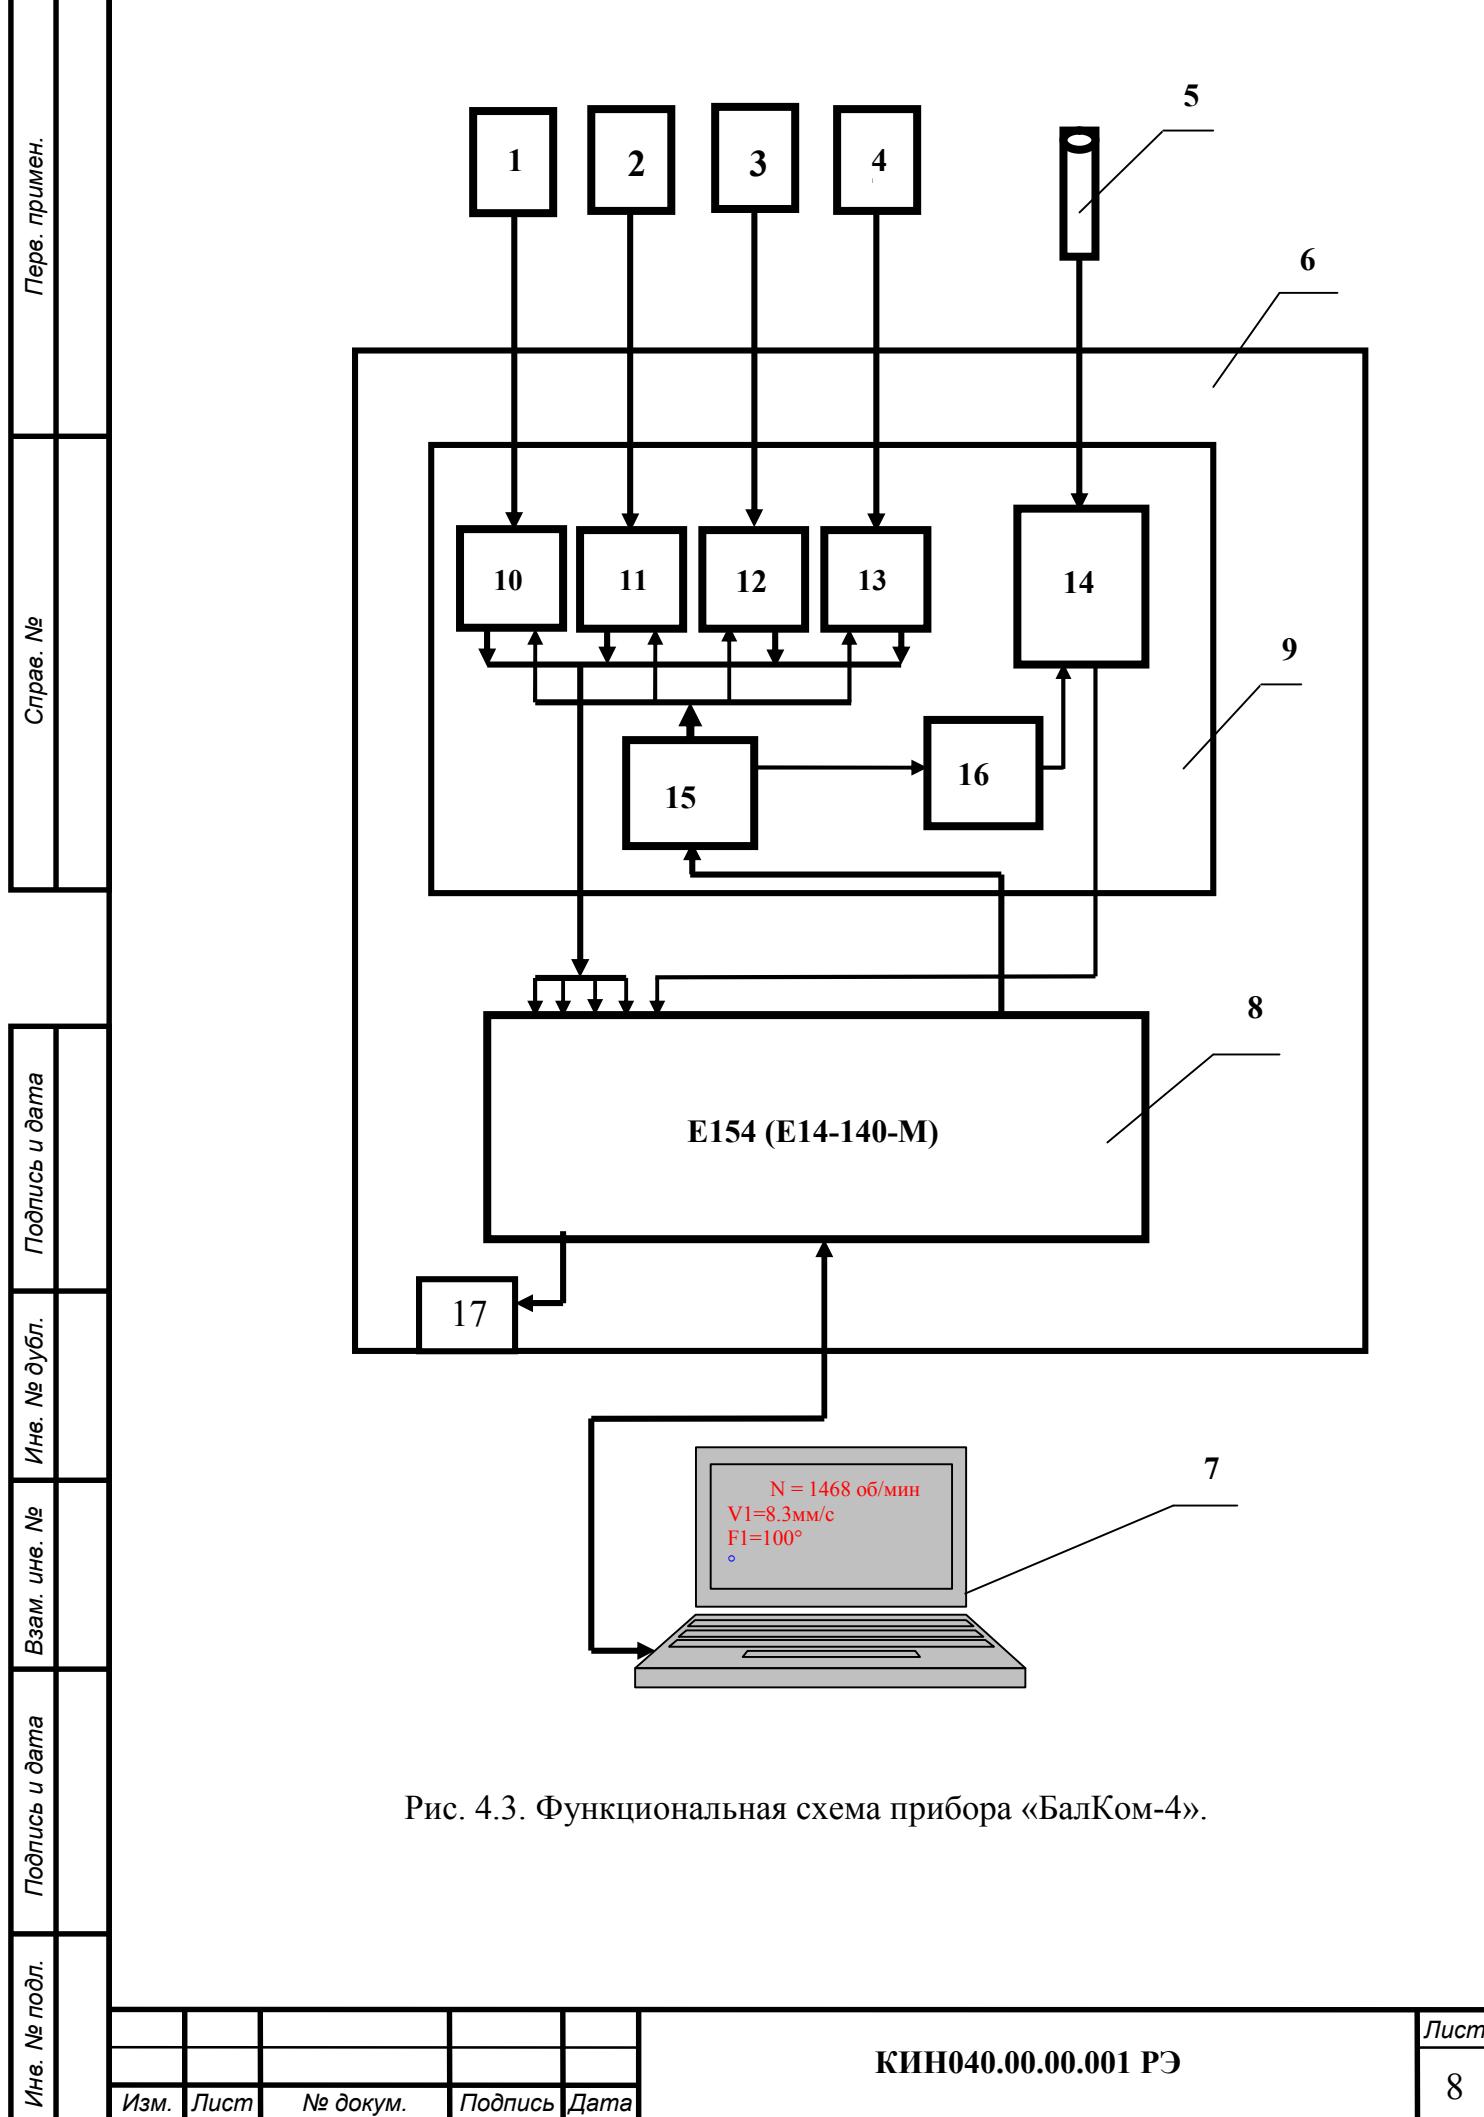 5
1
2
3
4
6
10
11
12
13
14
9
16
15
8
E154 (E14-140-M)
17
7
N = 1468 об/мин
V1=8.3мм/с
F1=100°
°
Рис. 4.3. Функциональная схема прибора «БалКом-4».
Перв. примен.
Справ. №
Подпись и дата
Инв. № дубл.
Взам. инв. №
Подпись и дата
Инв. № подл.
КИН040.00.00.001 РЭ
Лист
8
Изм. Лист № докум. Подпись Дата